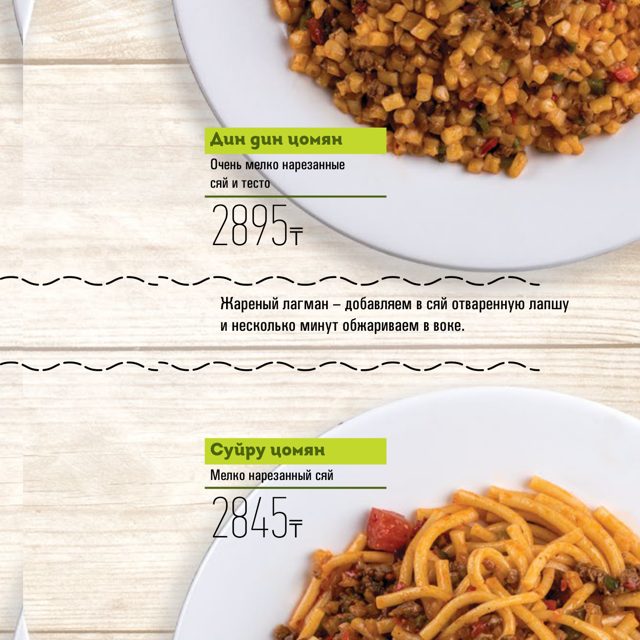 Дин дин цомян
Очень мелко нарезанные
сяй и тесто
2895₸
Жареный лагман – добавляем в сяй отваренную лапшу
и несколько минут обжариваем в воке.
Суйру цомян
Мелко нарезанный сяй
2845₸